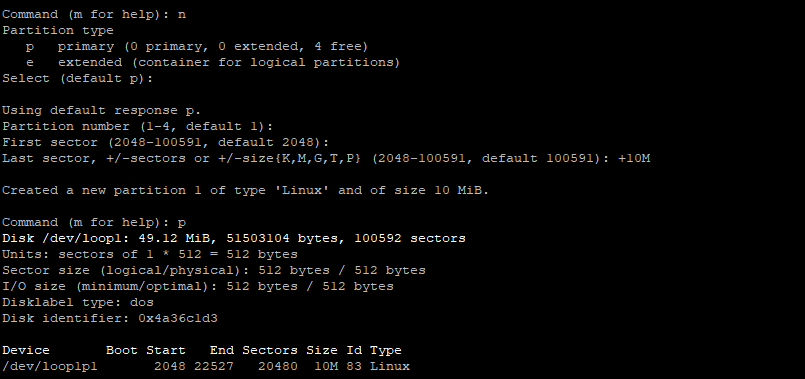 Command (m for help): n
Partition type
   p   primary (0 primary, 0 extended, 4 free)
   e   extended (container for logical partitions)
Select (default p):

Using default response p.
Partition number (1-4, default 1):
First sector (2048-100591, default 2048):
Last sector, +/-sectors or +/-size{K,M,G,T,P} (2048-100591, default 100591): +10M

Created a new partition 1 of type 'Linux' and of size 10 MiB.

Command (m for help): p
Disk /dev/loop1: 49.12 MiB, 51503104 bytes, 100592 sectors
Units: sectors of 1 * 512 = 512 bytes
Sector size (logical/physical): 512 bytes / 512 bytes
I/O size (minimum/optimal): 512 bytes / 512 bytes
Disklabel type: dos
Disk identifier: 0x4a36c1d3

Device       Boot Start   End Sectors Size Id Type
/dev/loop1p1       2048 22527   20480  10M 83 Linux